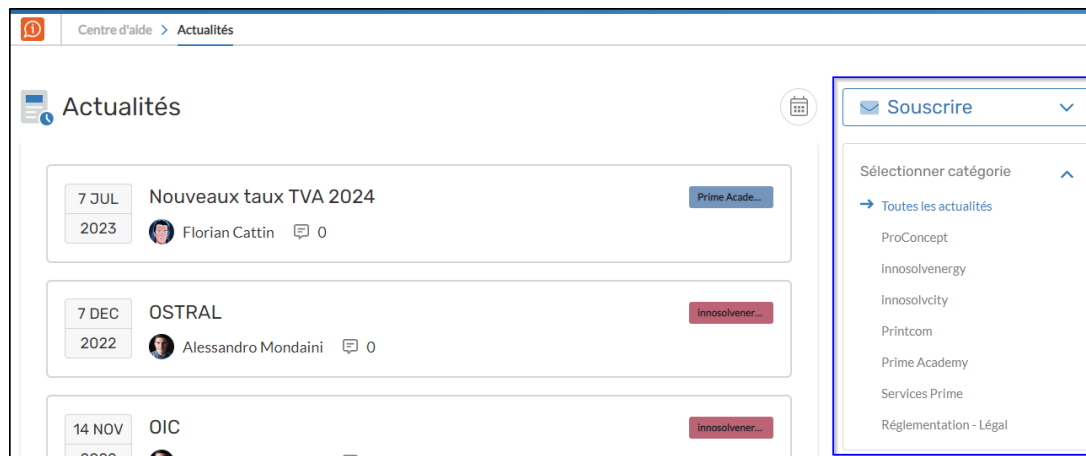 Centre d'aide > Actualités
Actualités
7 JUL
2023
Nouveaux taux TVA 2024
Florian Cattin 0
Prime Acade...
7 DEC
2022
OSTRAL
Alessandro Mondaini 0
innosolvener...
14 NOV
OIC
innosolvener...
Souscrire
Sélectionner catégorie
Toutes les actualités
ProConcept
innosolvenergy
innosolvcity
Printcom
Prime Academy
Services Prime
Réglementation - Légal